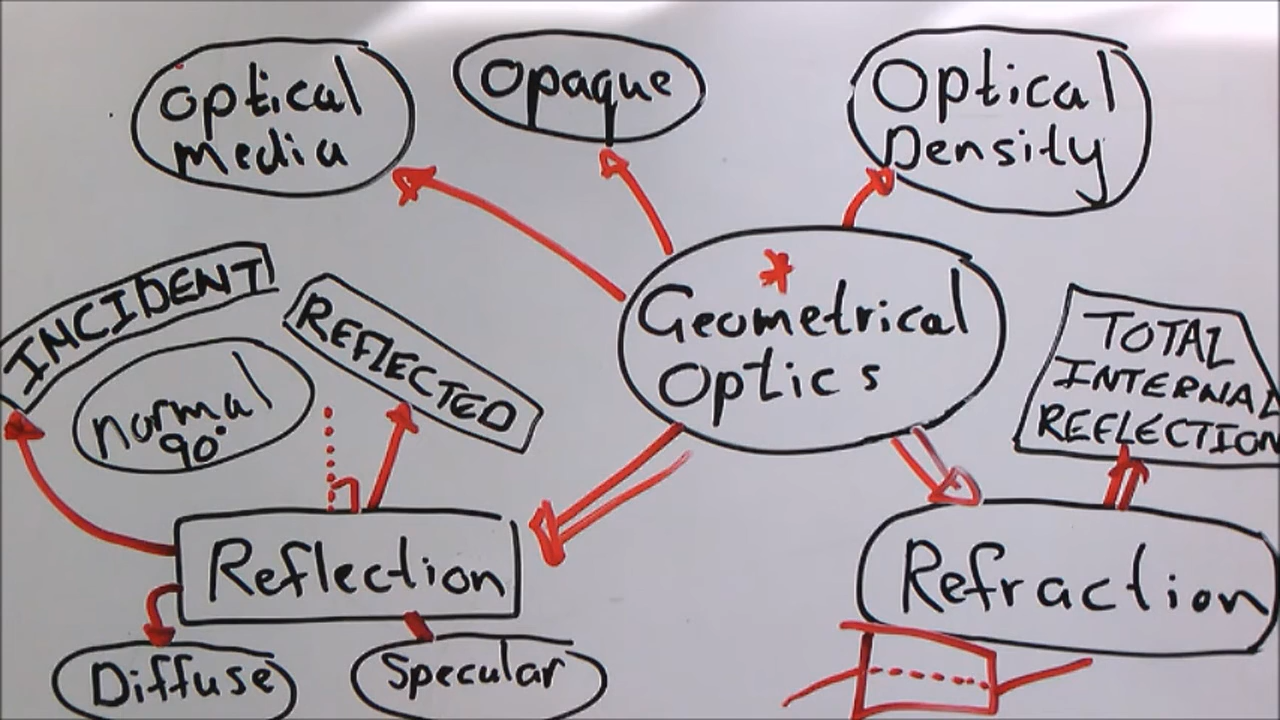 Optical
media
Opaque
Optical
Density
INCIDENT
normal
90°
REFLECTED
*
Geometrical
Optics
TOTAL
INTERNAL
REFLECTION
Reflection
Refraction
Diffuse
Specular